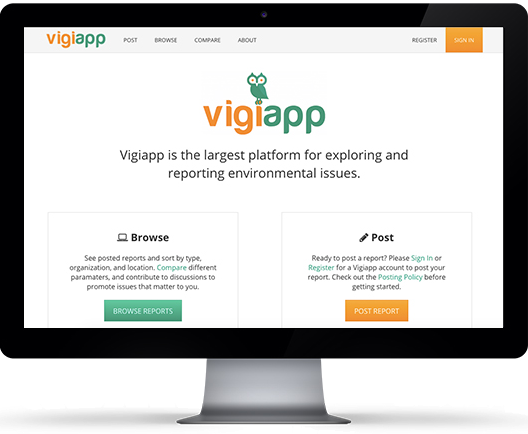 vigiapp POST BROWSE COMPARE ABOUT REGISTER SIGN IN
vigiapp
Vigiapp is the largest platform for exploring and
reporting environmental issues.
Browse
See posted reports and sort by type,
organization, and location. Compare different
paramaters, and contribute to discussions to
promote issues that matter to you.
BROWSE REPORTS
Post
Ready to post a report? Please Sign In or
Register for a Vigiapp account to post your
report. Check out the Posting Policy before
getting started.
POST REPORT